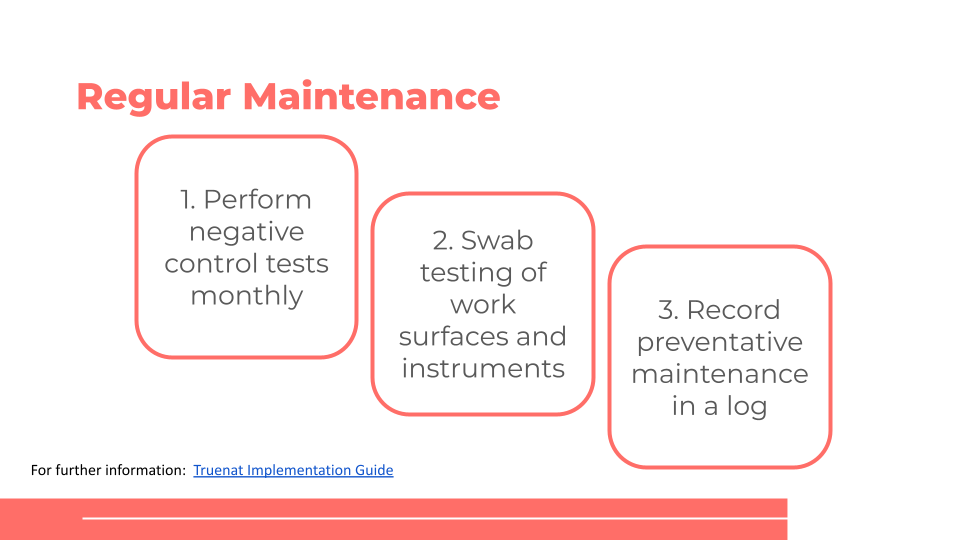 Regular Maintenance
1. Perform
negative
control tests
monthly
2. Swab
testing of
work
surfaces and
instruments
3. Record
preventative
maintenance
in a log
For further information: Truenat Implementation Guide